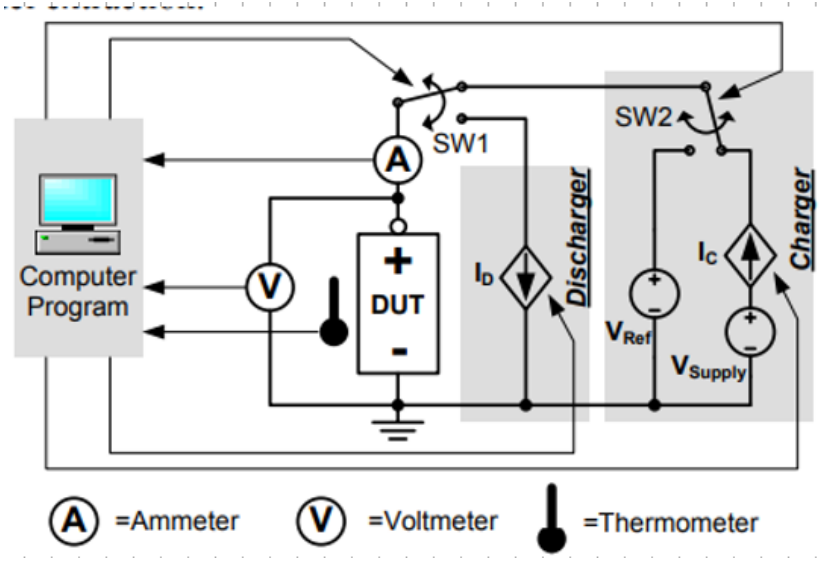 SW1
SW2
A
Computer
Program
V
+
DUT
-
I_D
Discharger
+
-
V_Ref
I_C
+
-
V_Supply
Charger
A =Ammeter V =Voltmeter =Thermometer